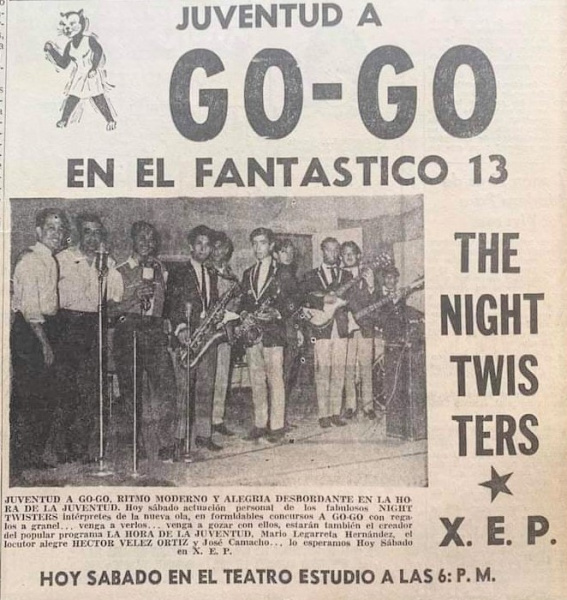 JUVENTUD A
GO-GO
EN EL FANTASTICO 13
THE
NIGHT
TWIS
TERS
X. E. P.
JUVENTUD A GO-GO, RITMO MODERNO Y ALEGRIA DESBORDANTE EN LA HO-
RA DE LA JUVENTUD. Hoy sábado actuación personal de los fabulosos NIGHT
TWISTERS intérpretes de la nueva ola, en formidables concursos A GO-GO con rega-
los a granel... venga a verlos... venga a gozar con ellos, estarán también el creador
del popular programa LA HORA DE LA JUVENTUD, Mario Legarreta Hernández, el
locutor alegre HECTOR VELEZ ORTIZ y José Camacho... lo esperamos Hoy Sábado
en X. E. P.
HOY SABADO EN EL TEATRO ESTUDIO A LAS 6: P. M.